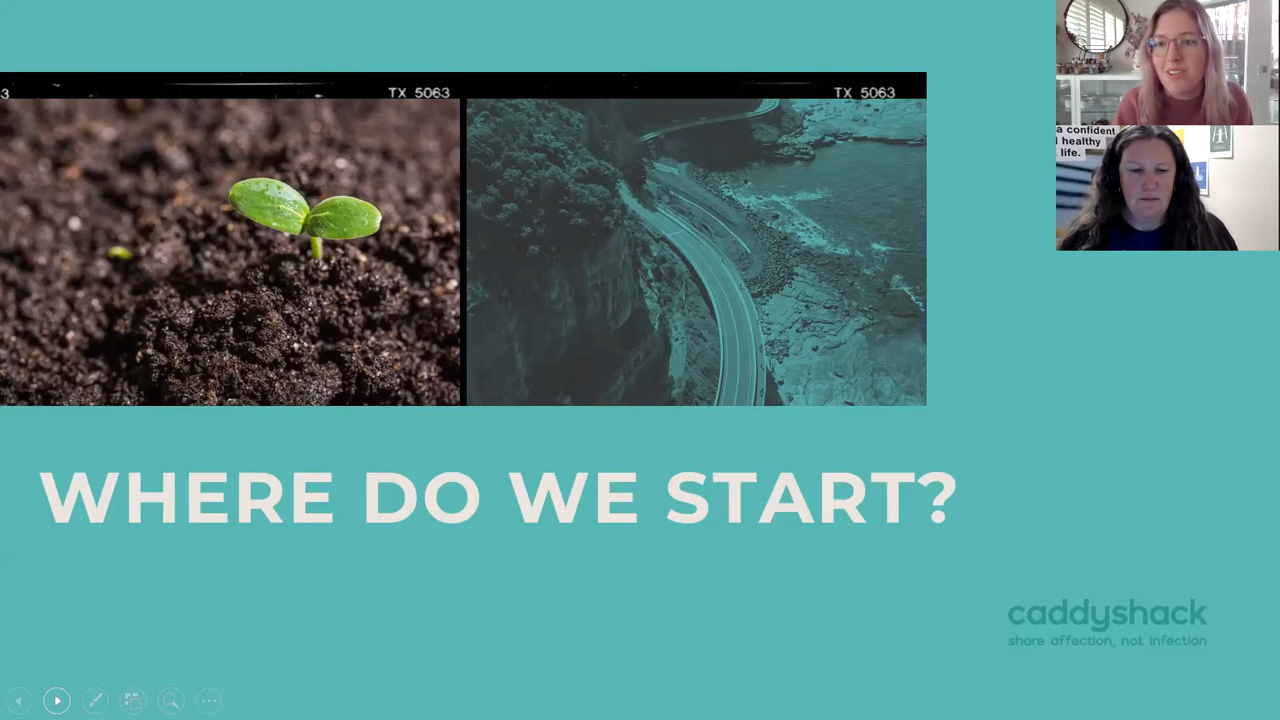 3
TX 5063
TX 5063
a confident
healthy
life.
WHERE DO WE START?
caddyshack
share affection, not infection